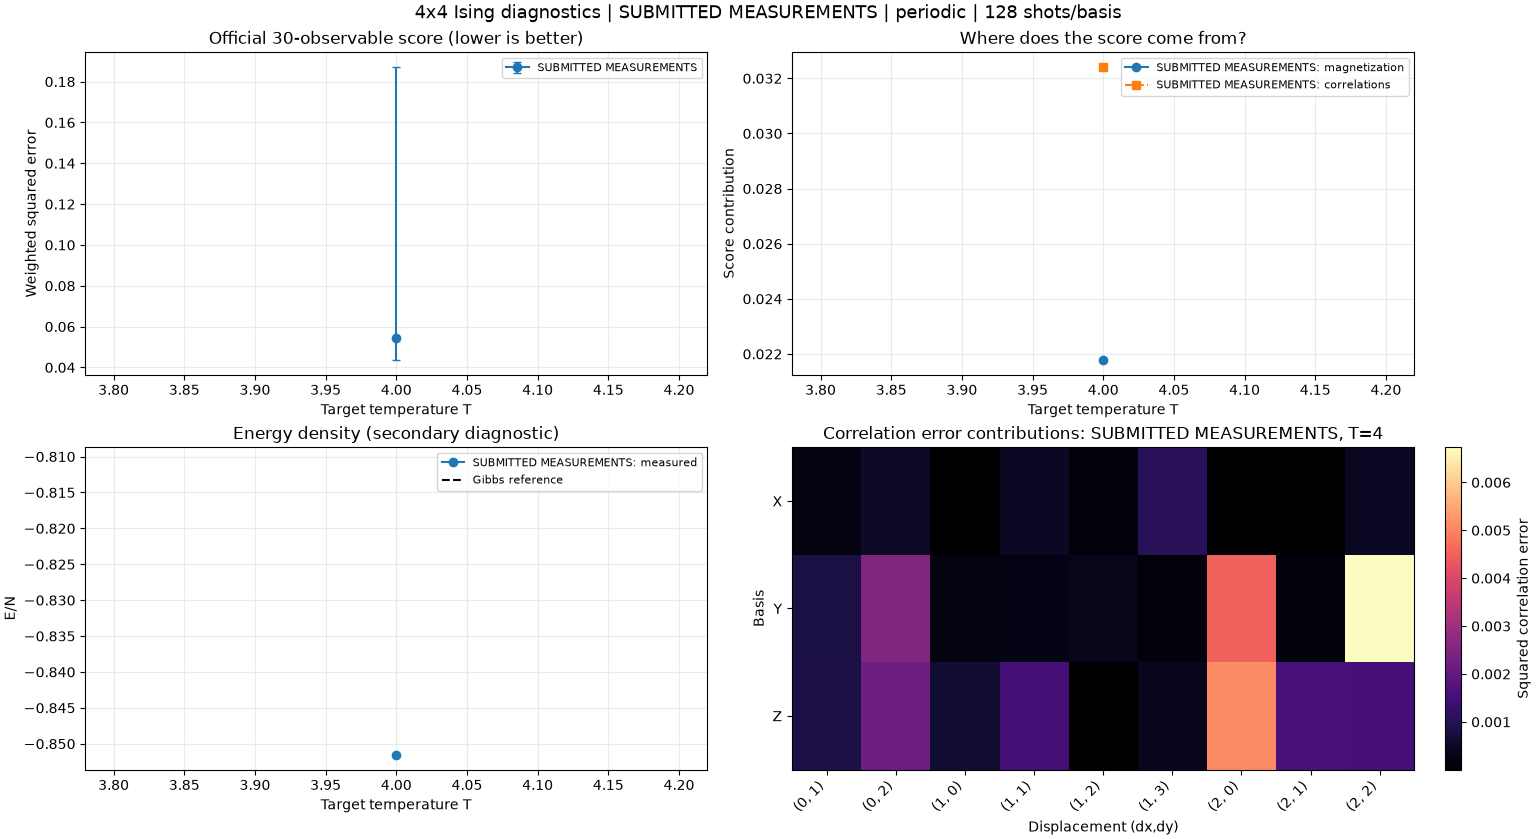 4x4 Ising diagnostics | SUBMITTED MEASUREMENTS | periodic | 128 shots/basis
Official 30-observable score (lower is better)
SUBMITTED MEASUREMENTS
Weighted squared error
0.18
0.16
0.14
0.12
0.10
0.08
0.06
0.04
3.80 3.85 3.90 3.95 4.00 4.05 4.10 4.15 4.20
Target temperature T
Where does the score come from?
SUBMITTED MEASUREMENTS: magnetization
SUBMITTED MEASUREMENTS: correlations
Score contribution
0.032
0.030
0.028
0.026
0.024
0.022
3.80 3.85 3.90 3.95 4.00 4.05 4.10 4.15 4.20
Target temperature T
Energy density (secondary diagnostic)
SUBMITTED MEASUREMENTS: measured
Gibbs reference
E/N
−0.810
−0.815
−0.820
−0.825
−0.830
−0.835
−0.840
−0.845
−0.850
3.80 3.85 3.90 3.95 4.00 4.05 4.10 4.15 4.20
Target temperature T
Correlation error contributions: SUBMITTED MEASUREMENTS, T=4
Basis
X
Y
Z
(0, 1) (0, 2) (1, 0) (1, 1) (1, 2) (1, 3) (2, 0) (2, 1) (2, 2)
Displacement (dx,dy)
0.006
0.005
0.004
0.003
0.002
0.001
Squared correlation error